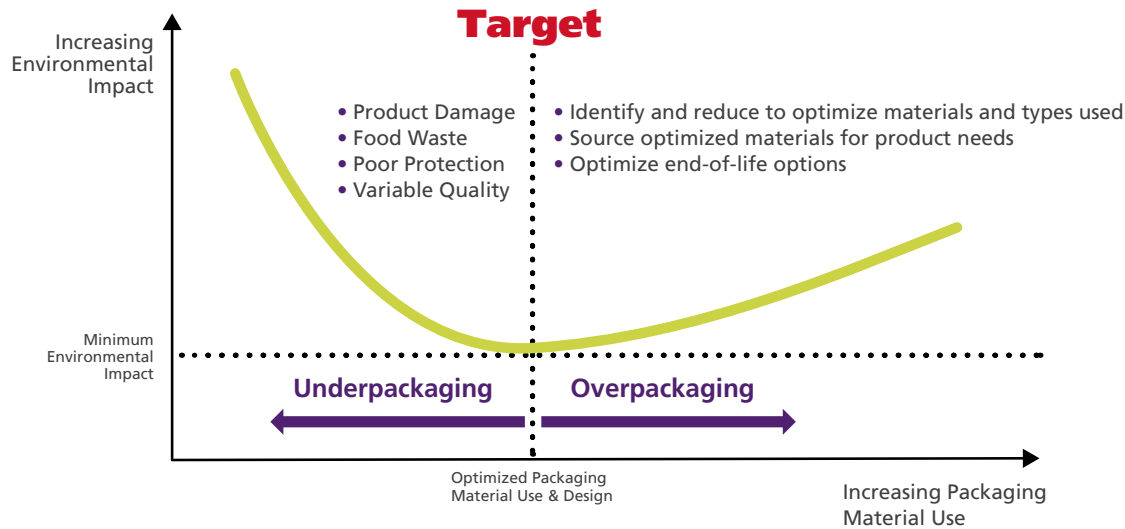 Target
Increasing
Environmental
Impact
• Product Damage
• Food Waste
• Poor Protection
• Variable Quality
• Identify and reduce to optimize materials and types used
• Source optimized materials for product needs
• Optimize end-of-life options
Minimum
Environmental
Impact
Underpackaging
Overpackaging
Optimized Packaging
Material Use & Design
Increasing Packaging
Material Use